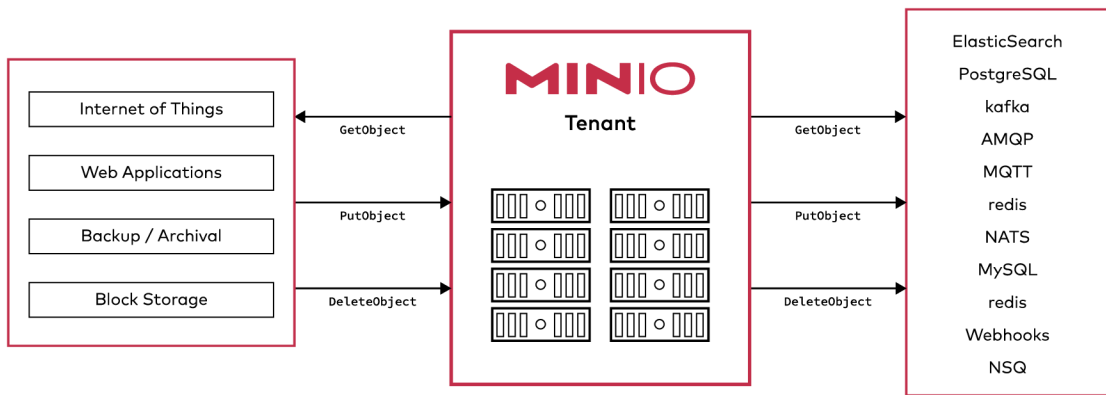 Internet of Things
Web Applications
Backup / Archival
Block Storage
GetObject
PutObject
DeleteObject
MINIO
Tenant
GetObject
PutObject
DeleteObject
ElasticSearch
PostgreSQL
kafka
AMQP
MQTT
redis
NATS
MySQL
redis
Webhooks
NSQ